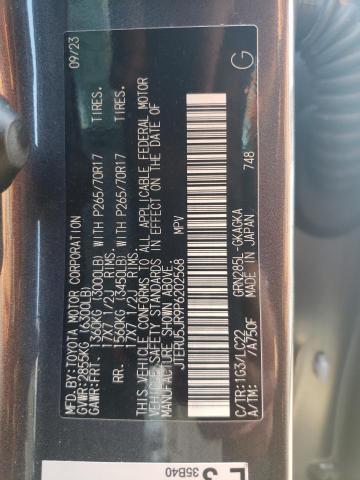 MFD.BY:TOYOTA MOTOR CORPORATION 09/23
GVWR:2855KG (6300LB)
GAWR:FRT. 1360KG (3000LB) WITH P265/70R17 TIRES,
17X7 1/2J RIMS.
RR. 1560KG (3450LB) WITH P265/70R17 TIRES,
17X7 1/2J RIMS.
THIS VEHICLE CONFORMS TO ALL APPLICABLE FEDERAL MOTOR
VEHICLE SAFETY STANDARDS IN EFFECT ON THE DATE OF
MANUFACTURE SHOWN ABOVE.
JTERU5JR9P6202568 MPV G
C/TR:1G3/LC22 GRN285L-GKAGKA
A/TM: /A750F MADE IN JAPAN 748
35B40